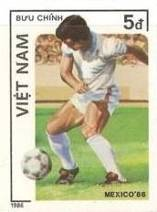 BƯU CHÍNH 5đ
VIỆT NAM
MEXICO'86
1986